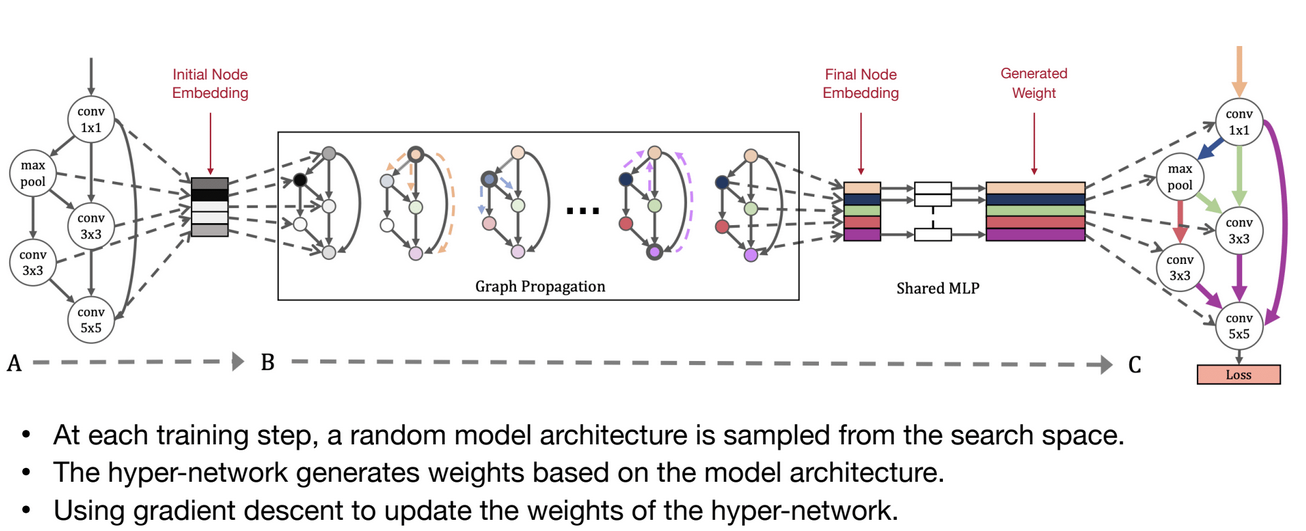 Initial Node
Embedding
Final Node
Embedding
Generated
Weight
conv
1x1
max
pool
conv
3x3
conv
3x3
conv
5x5
...
Graph Propagation
Shared MLP
conv
1x1
max
pool
conv
3x3
conv
3x3
conv
5x5
Loss
A
B
C
• At each training step, a random model architecture is sampled from the search space.
• The hyper-network generates weights based on the model architecture.
• Using gradient descent to update the weights of the hyper-network.